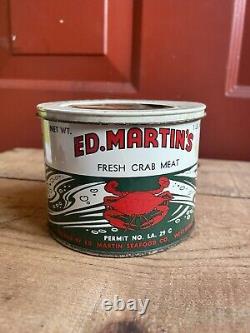 NET WT.
ED. MARTIN'S
FRESH CRAB MEAT
PERMIT NO. LA. 29 C
ED. MARTIN SEAFOOD CO.